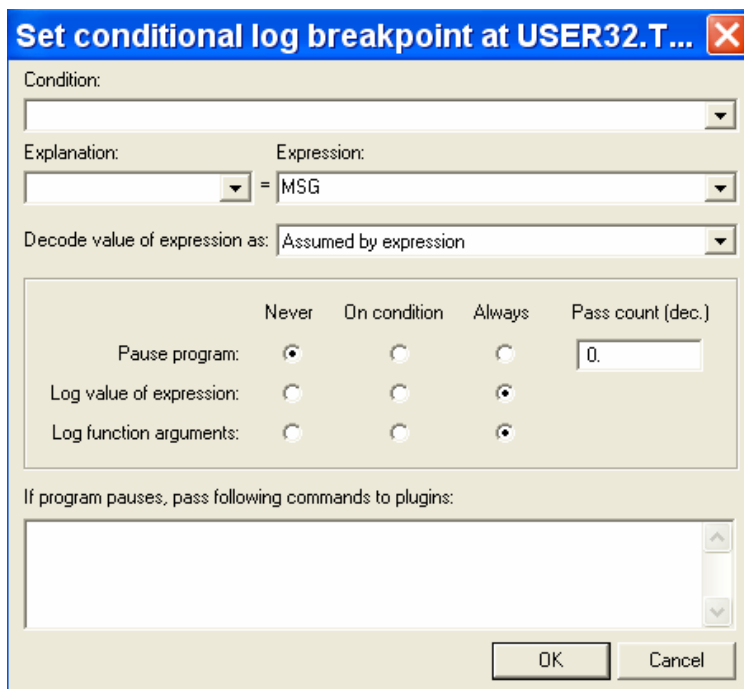 Set conditional log breakpoint at USER32.T...
Condition:
Explanation: Expression:
= MSG
Decode value of expression as: Assumed by expression
Never On condition Always Pass count (dec.)
Pause program: 0.
Log value of expression:
Log function arguments:
If program pauses, pass following commands to plugins:
OK Cancel